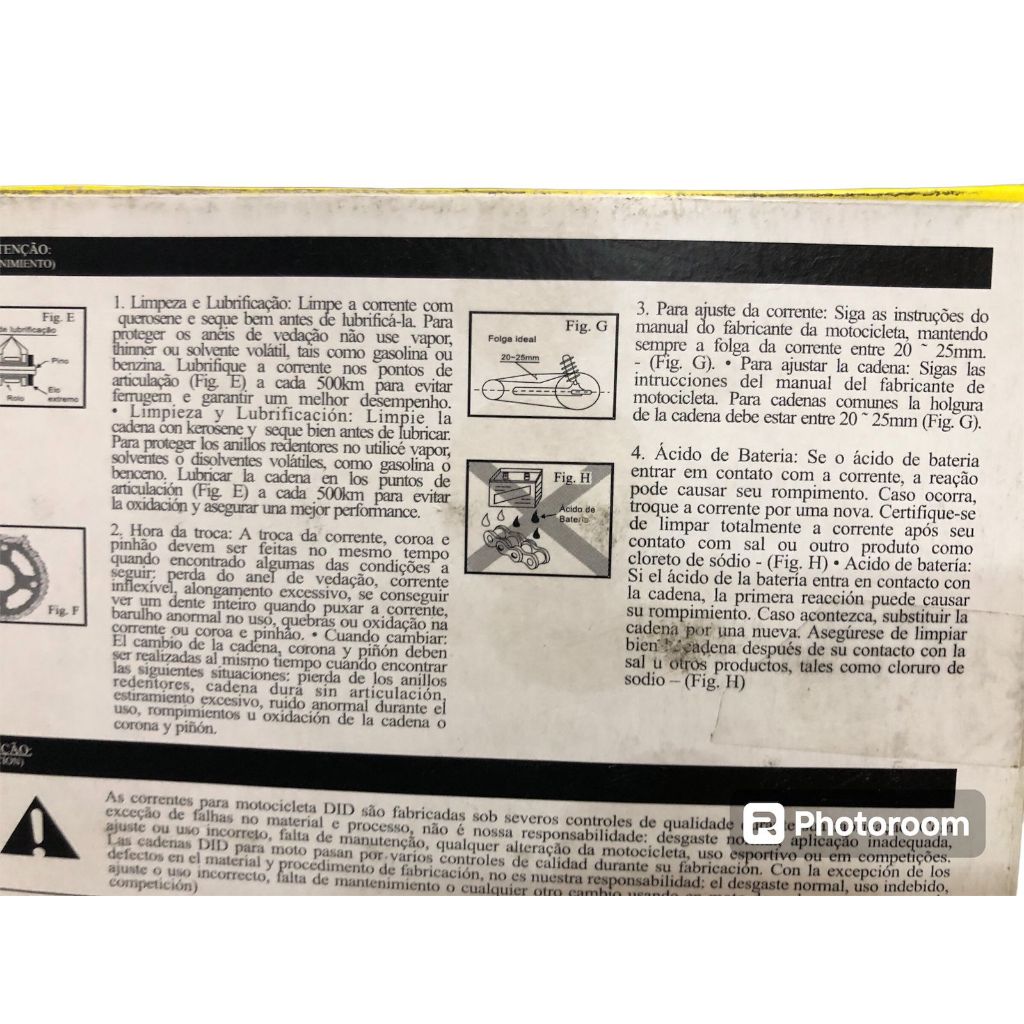 TENÇÃO:
NIMIENTO)
Fig. E
de lubrificação
Pino
Eio
Rolo
extremo
1. Limpeza e Lubrificação: Limpe a corrente com
querosene e seque bem antes de lubrificá-la. Para
proteger os anéis de vedação não use vapor,
thinner ou solvente volátil, tais como gasolina ou
benzina. Lubrifique a corrente nos pontos de
articulação (Fig. E) a cada 500km para evitar
ferrugem e garantir um melhor desempenho.
• Limpieza y Lubrificación: Limpie la
cadena con kerosene y seque bien antes de lubricar.
Para proteger los anillos redentores no utilicé vapor,
solventes o disolventes volátiles, como gasolina o
benceno. Lubricar la cadena en los puntos de
articulación (Fig. E) a cada 500km para evitar
la oxidación y asegurar una mejor performance.
Fig. F
2. Hora da troca: A troca da corrente, coroa e
pinhão devem ser feitas no mesmo tempo
quando encontrado algumas das condições a
seguir: perda do anel de vedação, corrente
inflexível, alongamento excessivo, se conseguir
ver um dente inteiro quando puxar a corrente,
barulho anormal no uso, quebras ou oxidação na
corrente ou coroa e pinhão. • Cuando cambiar:
El cambio de la cadena, corona y piñón deben
ser realizadas al mismo tiempo cuando encontrar
las siguientes situaciones: pierda de los anillos
redentores, cadena dura sin articulación,
estiramiento excesivo, ruido anormal durante el
uso, rompimientos u oxidación de la cadena o
corona y piñón.
Fig. G
Folga ideal
20~25mm
3. Para ajuste da corrente: Siga as instruções do
manual do fabricante da motocicleta, mantendo
sempre a folga da corrente entre 20 ~ 25mm.
- (Fig. G). • Para ajustar la cadena: Sigas las
intrucciones del manual del fabricante de
motocicleta. Para cadenas comunes la holgura
de la cadena debe estar entre 20 ~ 25mm (Fig. G).
Fig. H
Ácido de
Bateria
4. Ácido de Bateria: Se o ácido de bateria
entrar em contato com a corrente, a reação
pode causar seu rompimento. Caso ocorra,
troque a corrente por uma nova. Certifique-se
de limpar totalmente a corrente após seu
contato com sal ou outro produto como
cloreto de sódio - (Fig. H) • Acido de batería:
Si el ácido de la batería entra en contacto con
la cadena, la primera reacción puede causar
su rompimiento. Caso acontezca, substituir la
cadena por una nueva. Asegúrese de limpiar
bien cadena después de su contacto con la
sal u otros productos, tales como cloruro de
sodio – (Fig. H)
CÃO:
CION)
As correntes para motocicleta DID são fabricadas sob severos controles de qualidade
exceção de falhas no material e processo, não é nossa responsabilidade: desgaste aplicação inadequada,
ajuste ou uso incorreto, falta de manutenção, qualquer alteração da motocicleta, uso esportivo ou em competições.
Las cadenas DID para moto pasan por varios controles de calidad durante su fabricación. Con la excepción de los
defectos en el material y procedimiento de fabricación, no es nuestra responsabilidad: el desgaste normal, uso indebido,
ajuste o uso incorrecto, falta de mantenimiento o cualquier otro cambio
competición)
Photoroom